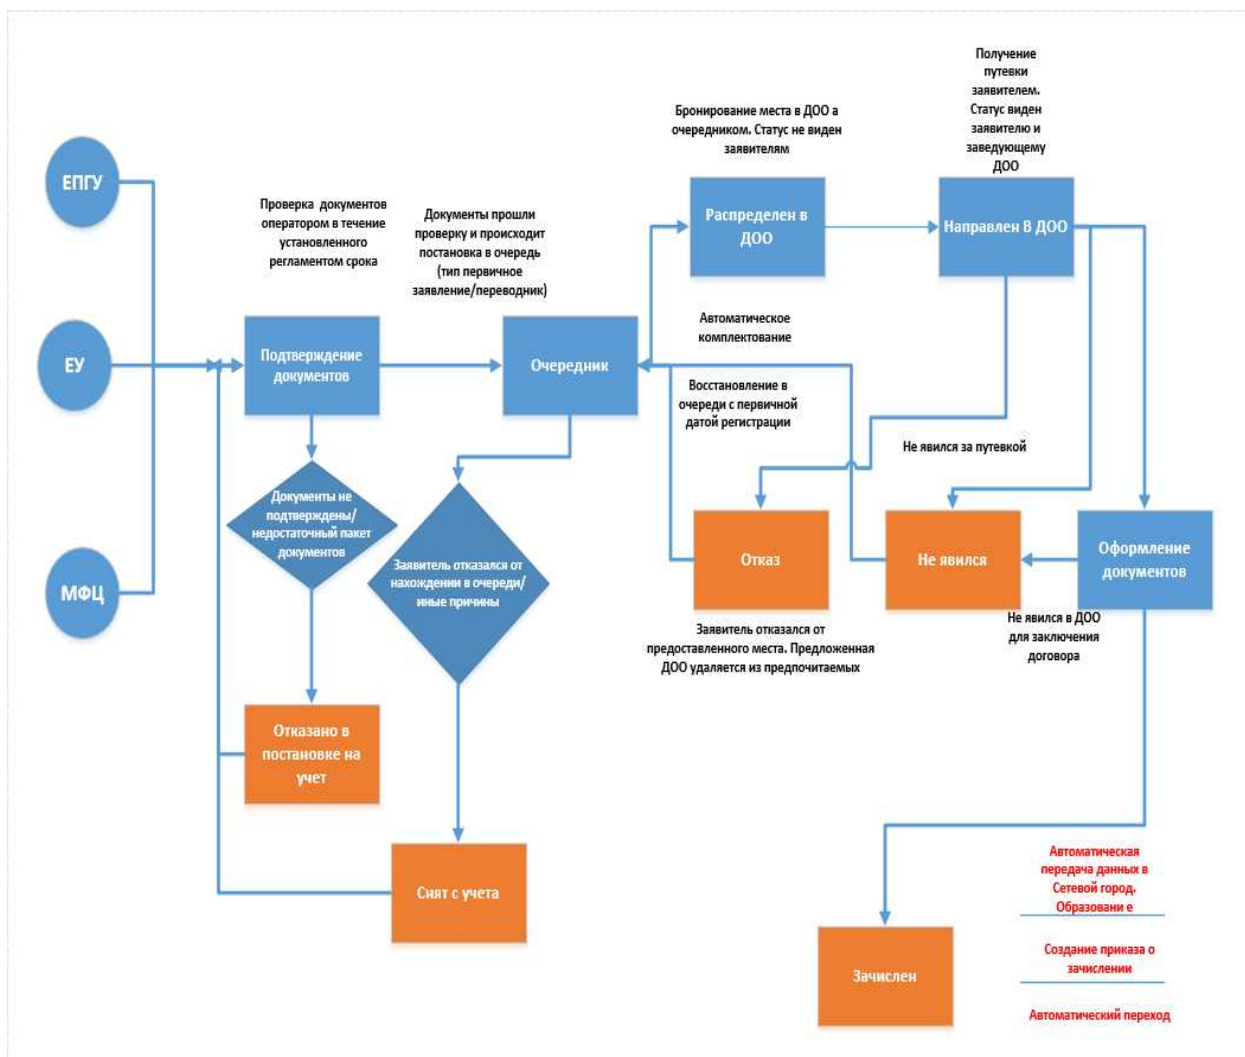 Получение
путевки
заявителем.
Статус виден
заявителю и
заведующему
ДОО
Бронирование места в ДОО а
очередником. Статус не виден
заявителям
ЕПГУ
Проверка документов
оператором в течение
установленного
регламентом срока
Документы прошли
проверку и происходит
постановка в очередь
(тип первичное
заявление/переводник)
Распределен в
ДОО
Направлен В ДОО
ЕУ
Подтверждение
документов
Очередник
Автоматическое
комплектование
Восстановление в
очереди с первичной
датой регистрации
Не явился за путевкой
Документы не
подтверждены/
недостаточный пакет
документов
Заявитель отказался от
нахождении в очереди/
иные причины
МФЦ
Отказ
Не явился
Оформление
документов
Заявитель отказался от
предоставленного места. Предложенная
ДОО удаляется из предпочитаемых
Не явился в ДОО
для заключения
договора
Отказано в
постановке на
учет
Снят с учета
Зачислен
Автоматическая
передача данных в
Сетевой город.
Образовани е
Создание приказа о
зачислении
Автоматический переход